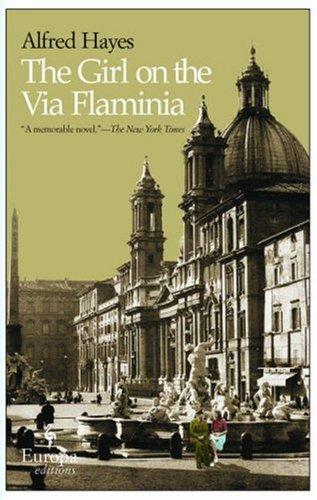 Alfred Hayes
The Girl on the
Via Flaminia
"A memorable novel."—The New York Times
Europa
editions